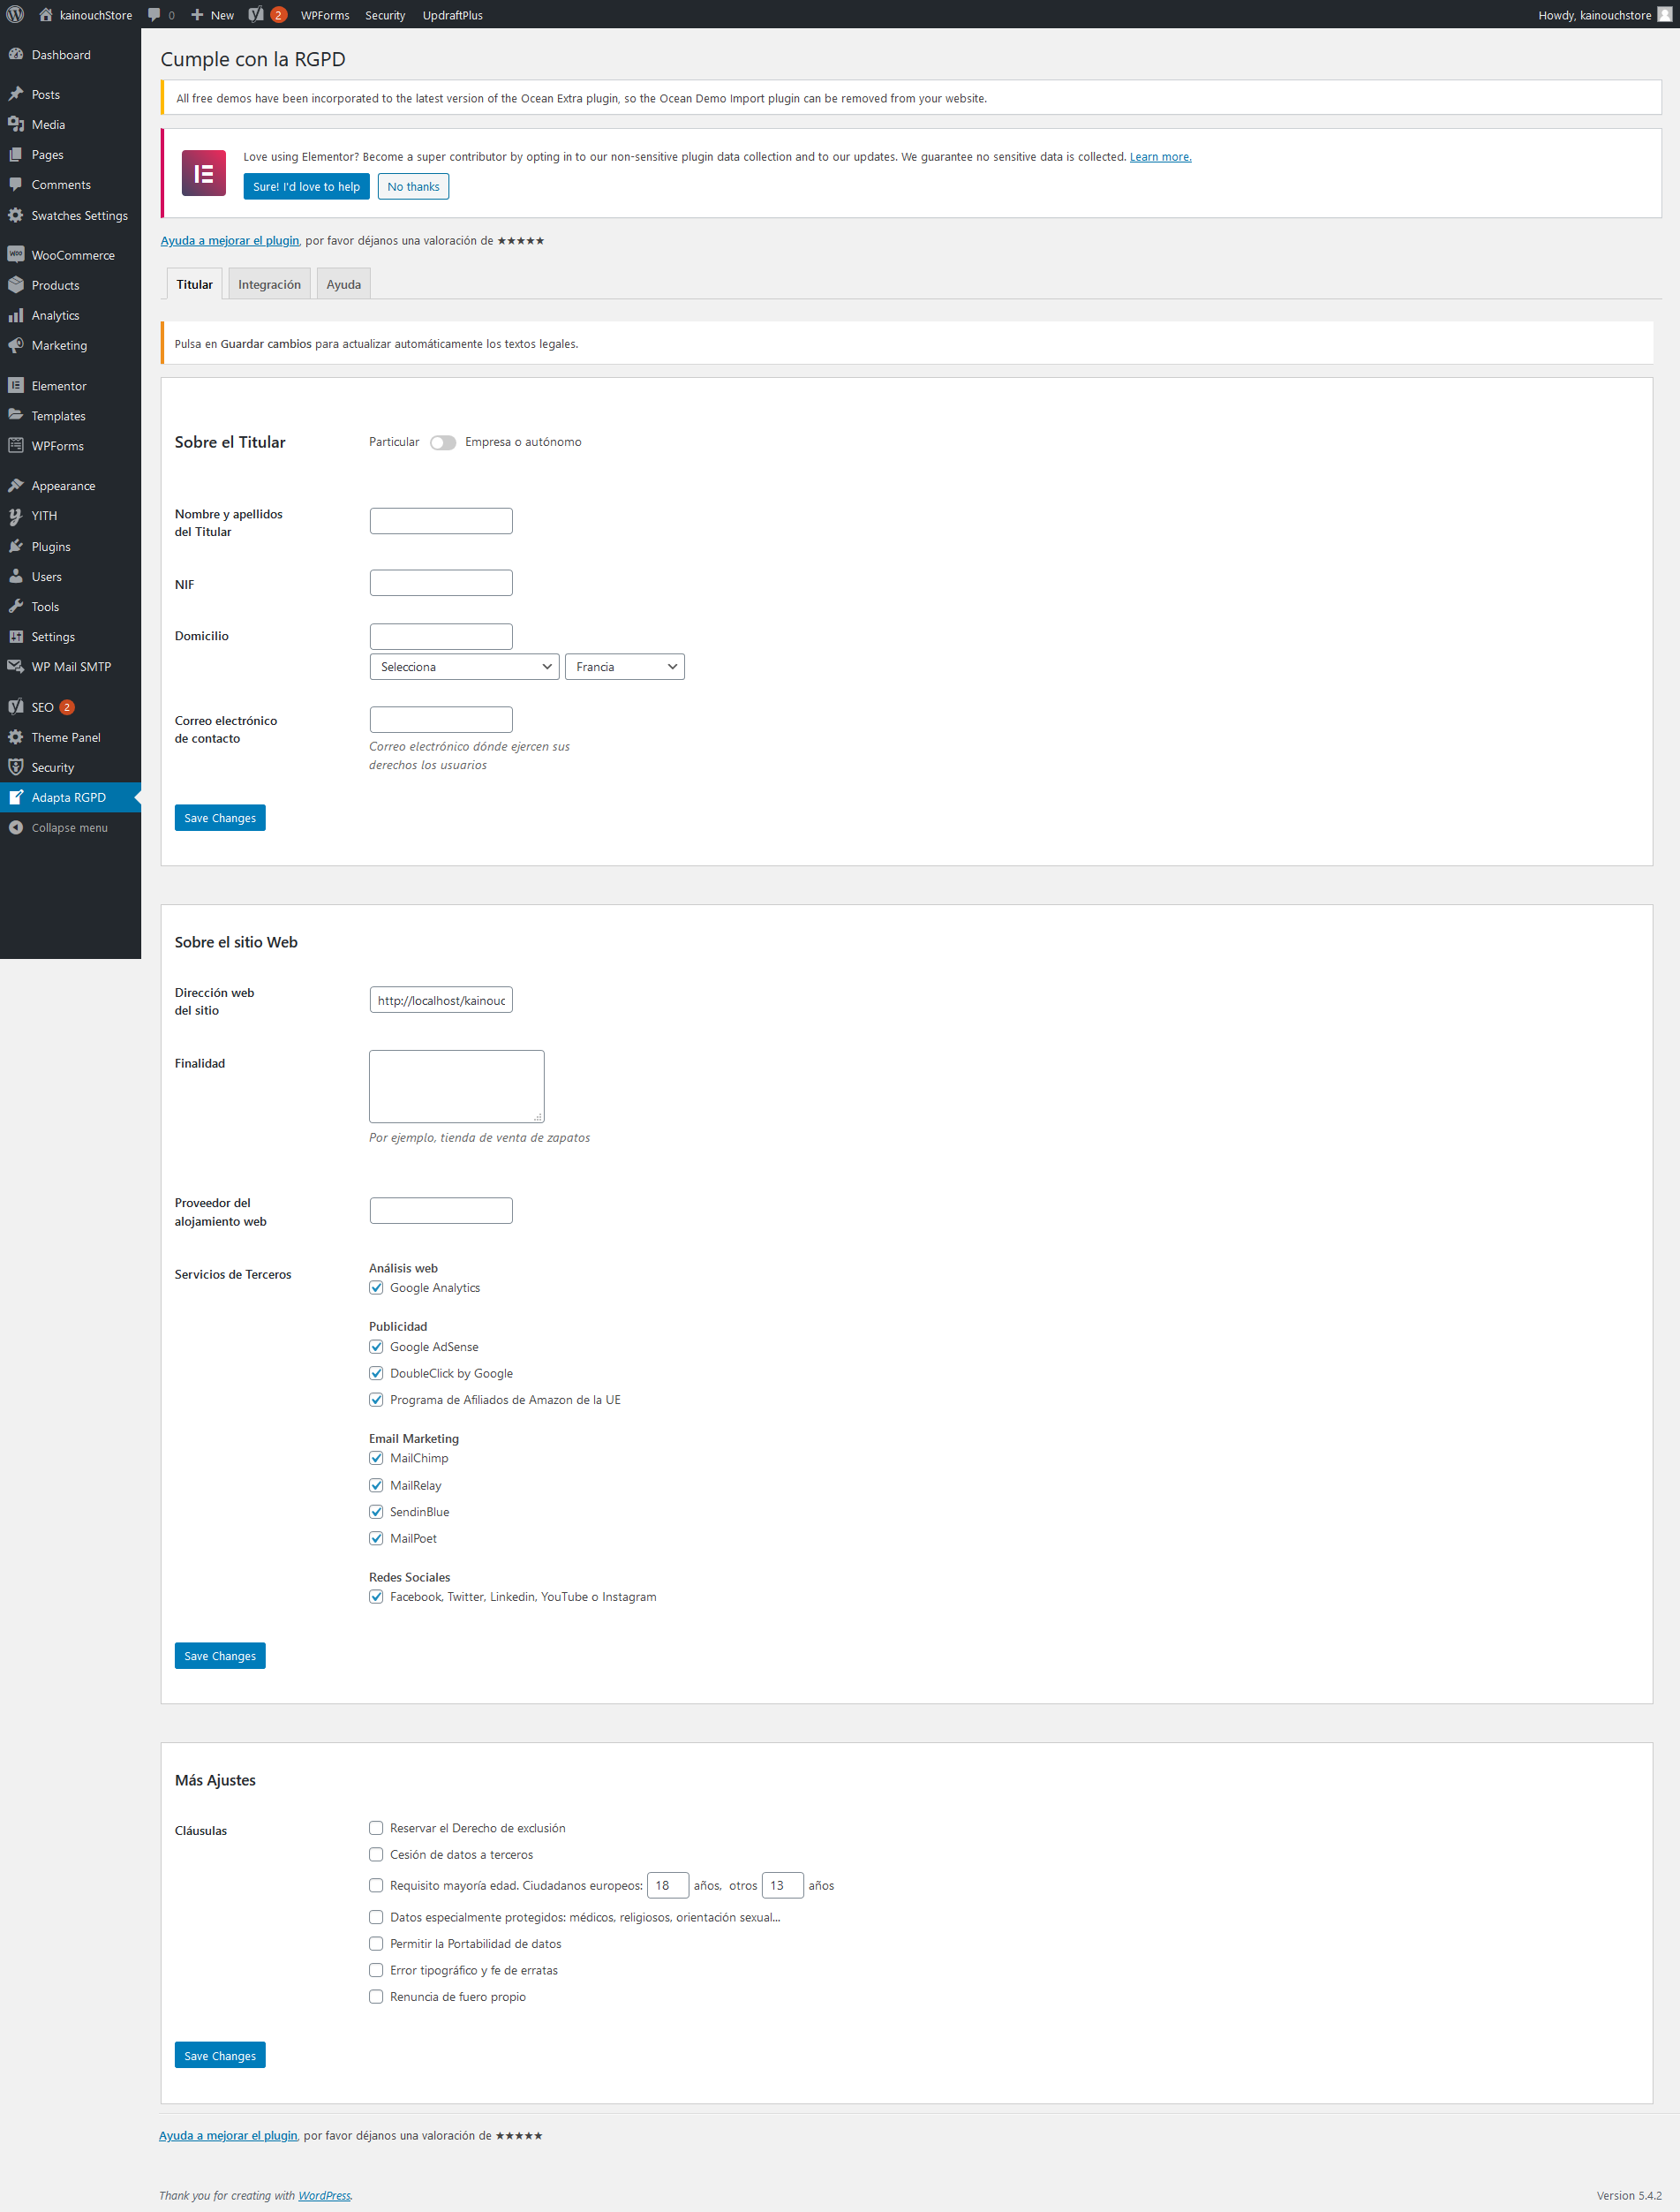 kainouchStore 0 New 2 WPForms Security UpdraftPlus Howdy, kainouchstore
Dashboard
Posts
Media
Pages
Comments
Swatches Settings
WooCommerce
Products
Analytics
Marketing
Elementor
Templates
WPForms
Appearance
YITH
Plugins
Users
Tools
Settings
WP Mail SMTP
SEO 2
Theme Panel
Security
Adapta RGPD
Collapse menu
Cumple con la RGPD
All free demos have been incorporated to the latest version of the Ocean Extra plugin, so the Ocean Demo Import plugin can be removed from your website.
Love using Elementor? Become a super contributor by opting in to our non-sensitive plugin data collection and to our updates. We guarantee no sensitive data is collected. Learn more.
Sure! I'd love to help No thanks
Ayuda a mejorar el plugin, por favor déjanos una valoración de ★★★★★
Titular Integración Ayuda
Pulsa en Guardar cambios para actualizar automáticamente los textos legales.
Sobre el Titular Particular Empresa o autónomo
Nombre y apellidos
del Titular
NIF
Domicilio
Selecciona Francia
Correo electrónico
de contacto
Correo electrónico dónde ejercen sus
derechos los usuarios
Save Changes
Sobre el sitio Web
Dirección web
del sitio
http://localhost/kainouc
Finalidad
Por ejemplo, tienda de venta de zapatos
Proveedor del
alojamiento web
Servicios de Terceros
Análisis web
Google Analytics
Publicidad
Google AdSense
DoubleClick by Google
Programa de Afiliados de Amazon de la UE
Email Marketing
MailChimp
MailRelay
SendinBlue
MailPoet
Redes Sociales
Facebook, Twitter, Linkedin, YouTube o Instagram
Save Changes
Más Ajustes
Cláusulas
Reservar el Derecho de exclusión
Cesión de datos a terceros
Requisito mayoría edad. Ciudadanos europeos: 18 años, otros 13 años
Datos especialmente protegidos: médicos, religiosos, orientación sexual...
Permitir la Portabilidad de datos
Error tipográfico y fe de erratas
Renuncia de fuero propio
Save Changes
Ayuda a mejorar el plugin, por favor déjanos una valoración de ★★★★★
Thank you for creating with WordPress. Version 5.4.2